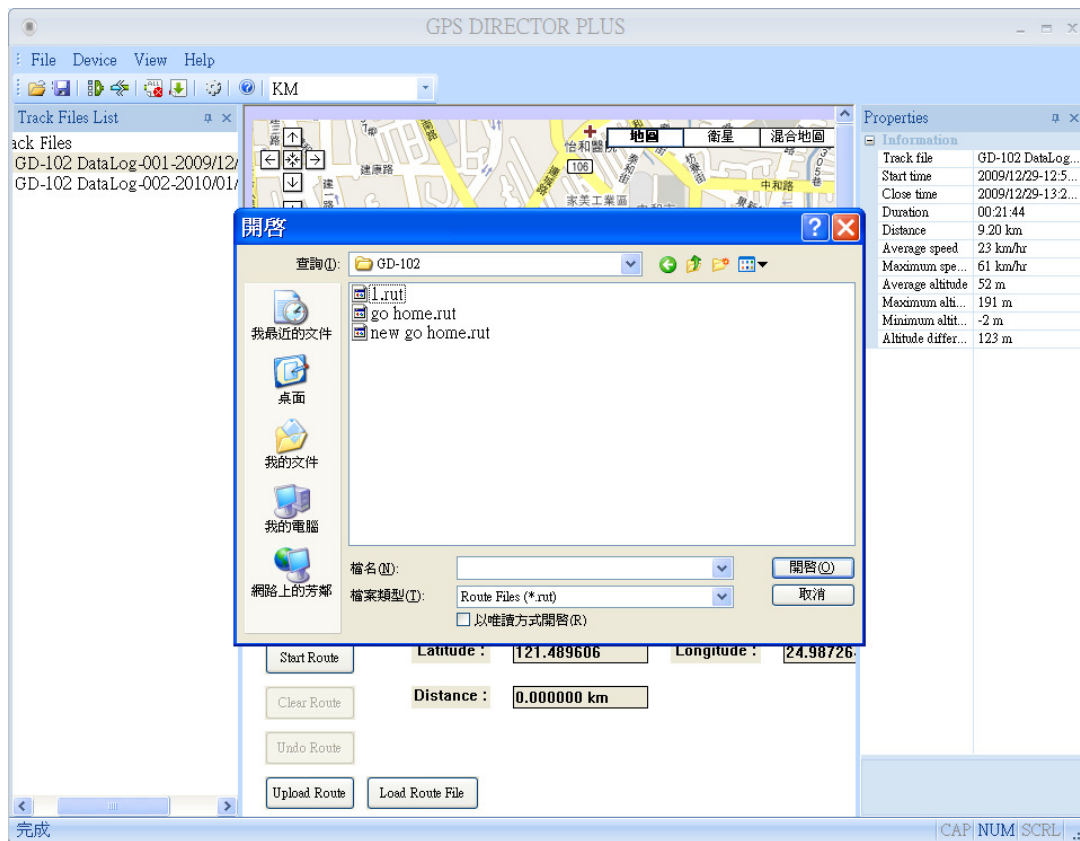 GPS DIRECTOR PLUS
File Device View Help
KM
Track Files List
ack Files
GD-102 DataLog-001-2009/12/
GD-102 DataLog-002-2010/01/
地圖 衛星 混合地圖
怡和醫院
建康路
106
中和路
家美工業區
Properties
Information
Track file GD-102 DataLog...
Start time 2009/12/29-12:5...
Close time 2009/12/29-13:2...
Duration 00:21:44
Distance 9.20 km
Average speed 23 km/hr
Maximum spe... 61 km/hr
Average altitude 52 m
Maximum alti... 191 m
Minimum altit... -2 m
Altitude differ... 123 m
開啓
查詢(I): GD-102
1.rut
go home.rut
new go home.rut
我最近的文件
桌面
我的文件
我的電腦
網路上的芳鄰
檔名(N): 開啓(O)
檔案類型(T): Route Files (*.rut) 取消
以唯讀方式開啓(R)
Start Route Latitude : 121.489606 Longitude : 24.98726
Clear Route Distance : 0.000000 km
Undo Route
Upload Route Load Route File
完成 CAP NUM SCRL